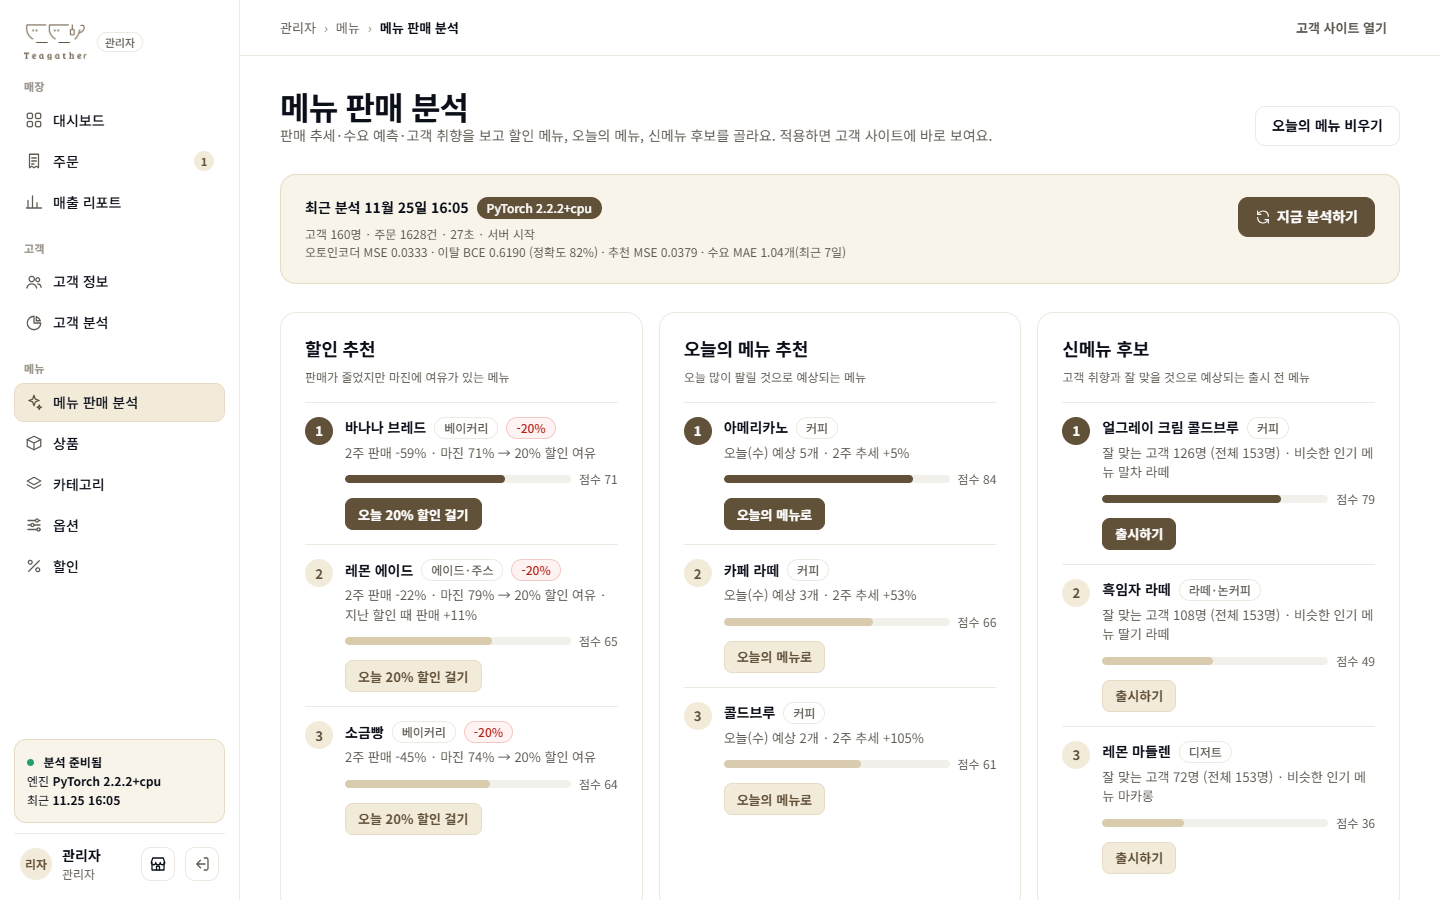 Teagather
관리자
매장
대시보드
주문
1
매출 리포트
고객
고객 정보
고객 분석
메뉴
메뉴 판매 분석
상품
카테고리
옵션
할인
분석 준비됨
엔진 PyTorch 2.2.2+cpu
최근 11.25 16:05
리자
관리자
관리자
관리자 › 메뉴 › 메뉴 판매 분석
고객 사이트 열기
메뉴 판매 분석
판매 추세·수요 예측·고객 취향을 보고 할인 메뉴, 오늘의 메뉴, 신메뉴 후보를 골라요. 적용하면 고객 사이트에 바로 보여요.
오늘의 메뉴 비우기
최근 분석 11월 25일 16:05 PyTorch 2.2.2+cpu
고객 160명 · 주문 1628건 · 27초 · 서버 시작
오토인코더 MSE 0.0333 · 이탈 BCE 0.6190 (정확도 82%) · 추천 MSE 0.0379 · 수요 MAE 1.04개(최근 7일)
지금 분석하기
할인 추천
판매가 줄었지만 마진에 여유가 있는 메뉴
1 바나나 브레드 베이커리 -20%
2주 판매 -59% · 마진 71% → 20% 할인 여유
점수 71
오늘 20% 할인 걸기
2 레몬 에이드 에이드·주스 -20%
2주 판매 -22% · 마진 79% → 20% 할인 여유 ·
지난 할인 때 판매 +11%
점수 65
오늘 20% 할인 걸기
3 소금빵 베이커리 -20%
2주 판매 -45% · 마진 74% → 20% 할인 여유
점수 64
오늘 20% 할인 걸기
오늘의 메뉴 추천
오늘 많이 팔릴 것으로 예상되는 메뉴
1 아메리카노 커피
오늘(수) 예상 5개 · 2주 추세 +5%
점수 84
오늘의 메뉴로
2 카페 라떼 커피
오늘(수) 예상 3개 · 2주 추세 +53%
점수 66
오늘의 메뉴로
3 콜드브루 커피
오늘(수) 예상 2개 · 2주 추세 +105%
점수 61
오늘의 메뉴로
신메뉴 후보
고객 취향과 잘 맞을 것으로 예상되는 출시 전 메뉴
1 얼그레이 크림 콜드브루 커피
잘 맞는 고객 126명 (전체 153명) · 비슷한 인기 메
뉴 말차 라떼
점수 79
출시하기
2 흑임자 라떼 라떼·논커피
잘 맞는 고객 108명 (전체 153명) · 비슷한 인기 메
뉴 딸기 라떼
점수 49
출시하기
3 레몬 마들렌 디저트
잘 맞는 고객 72명 (전체 153명) · 비슷한 인기 메
뉴 마카롱
점수 36
출시하기